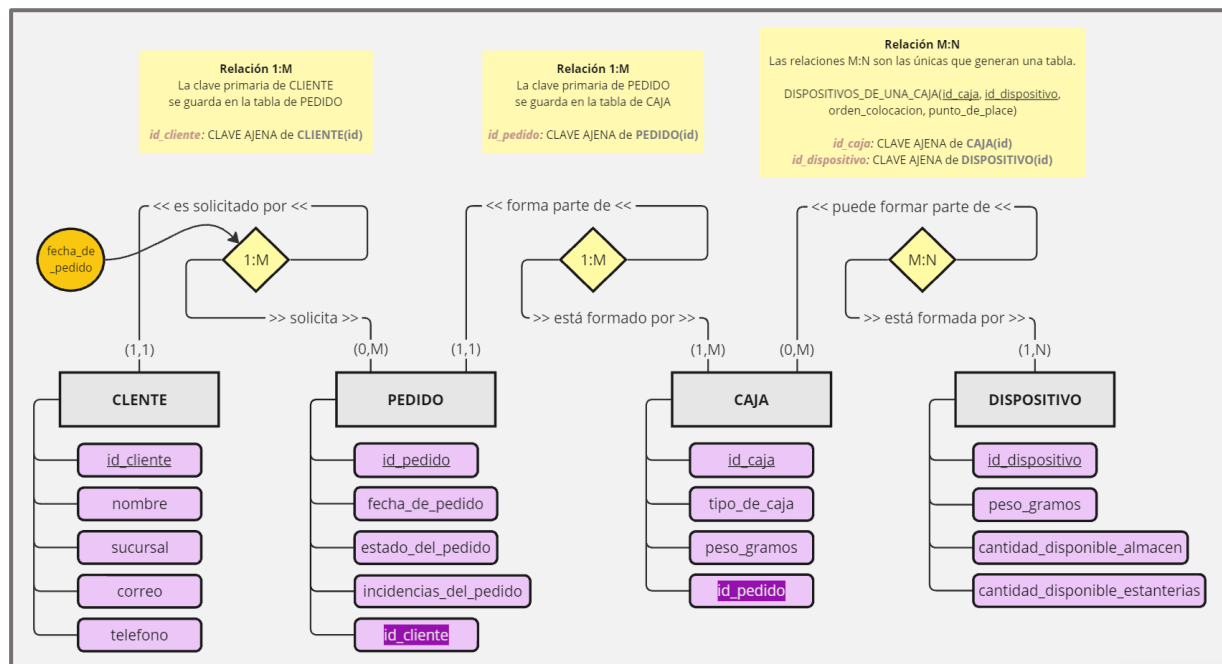 Relación 1:M
La clave primaria de CLIENTE
se guarda en la tabla de PEDIDO
id_cliente: CLAVE AJENA de CLIENTE(id)
Relación 1:M
La clave primaria de PEDIDO
se guarda en la tabla de CAJA
id_pedido: CLAVE AJENA de PEDIDO(id)
Relación M:N
Las relaciones M:N son las únicas que generan una tabla.
DISPOSITIVOS_DE_UNA_CAJA(id_caja, id_dispositivo,
orden_colocacion, punto_de_place)
id_caja: CLAVE AJENA de CAJA(id)
id_dispositivo: CLAVE AJENA de DISPOSITIVO(id)
<< es solicitado por <<
<< forma parte de <<
<< puede formar parte de <<
fecha_de
_pedido
1:M
1:M
M:N
>> solicita >>
>> está formado por >>
>> está formada por >>
(1,1)
(0,M)
(1,1)
(1,M)
(0,M)
(1,N)
CLENTE
PEDIDO
CAJA
DISPOSITIVO
id_cliente
id_pedido
id_caja
id_dispositivo
nombre
fecha_de_pedido
tipo_de_caja
peso_gramos
sucursal
estado_del_pedido
peso_gramos
cantidad_disponible_almacen
correo
incidencias_del_pedido
id_pedido
cantidad_disponible_estanterias
telefono
id_cliente